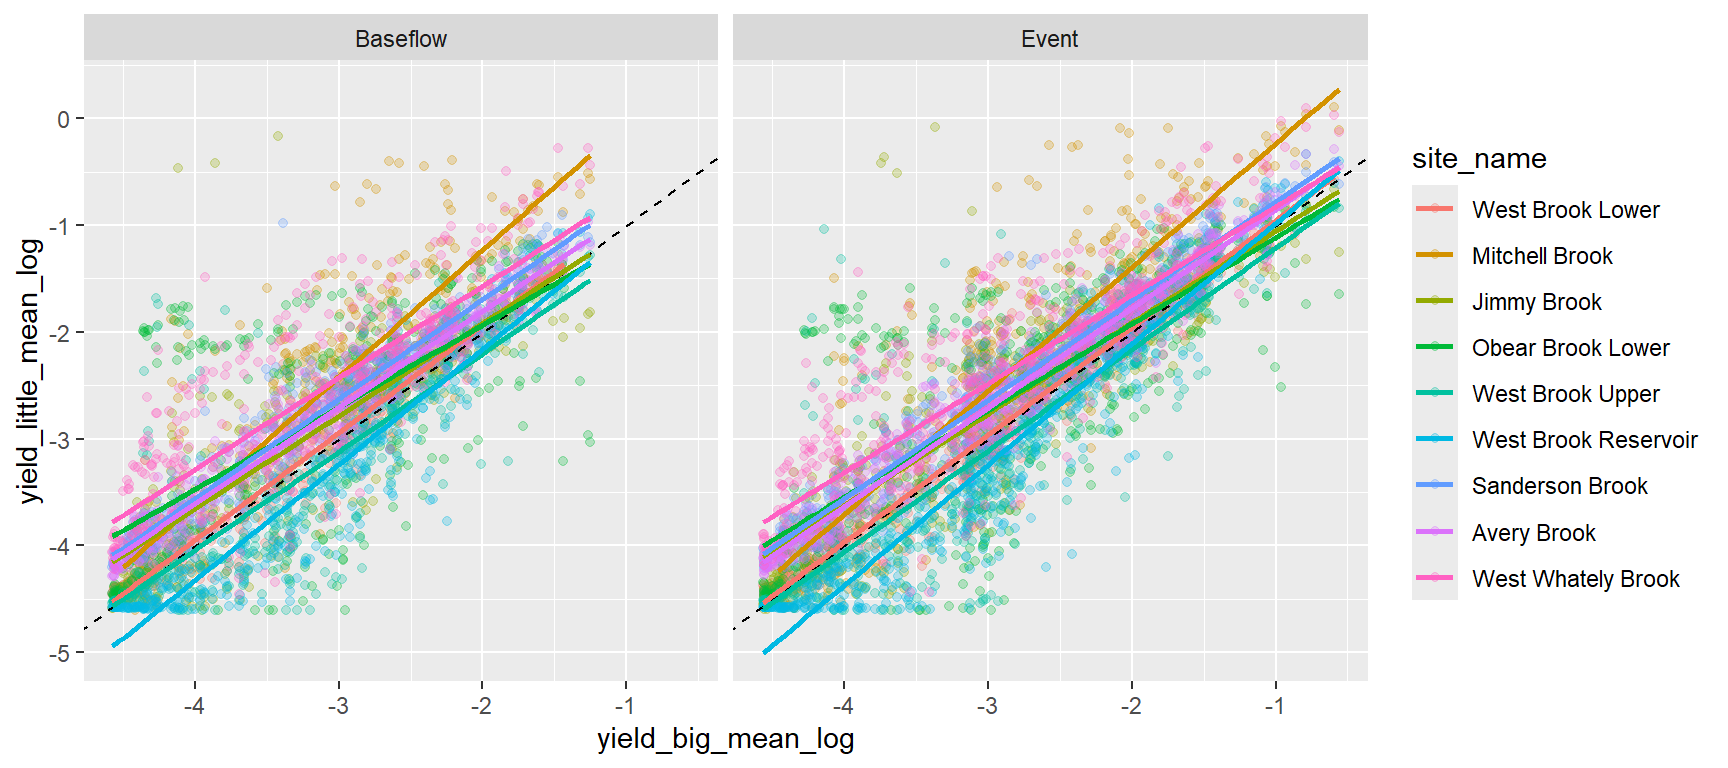 Baseflow
Event
0
-1
-2
-3
-4
-5
yield_little_mean_log
-4
-3
-2
-1
-4
-3
-2
-1
yield_big_mean_log
site_name
West Brook Lower
Mitchell Brook
Jimmy Brook
Obear Brook Lower
West Brook Upper
West Brook Reservoir
Sanderson Brook
Avery Brook
West Whately Brook